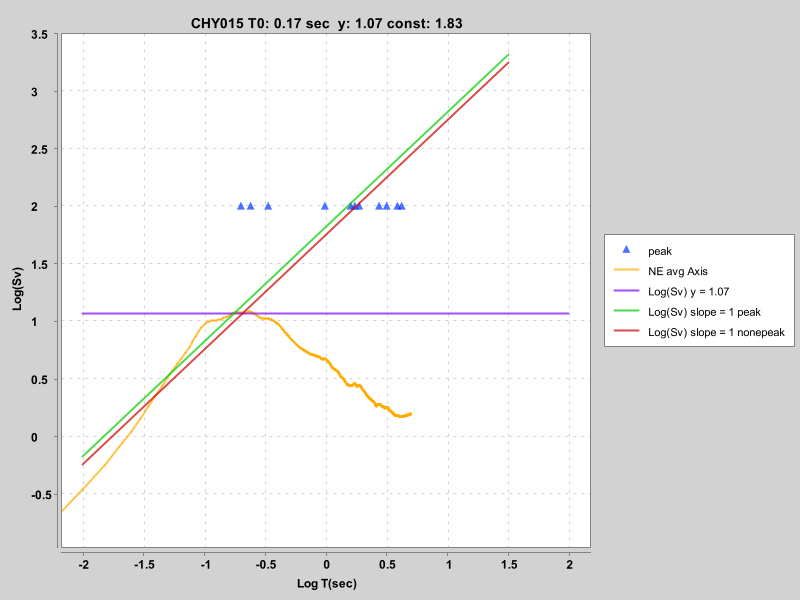 CHY015 T0: 0.17 sec  y: 1.07 const: 1.83
3.5
3
2.5
2
1.5
1
0.5
0
-0.5
Log(Sv)
-2
-1.5
-1
-0.5
0
0.5
1
1.5
2
Log T(sec)
peak
NE avg Axis
Log(Sv) y = 1.07
Log(Sv) slope = 1 peak
Log(Sv) slope = 1 nonepeak